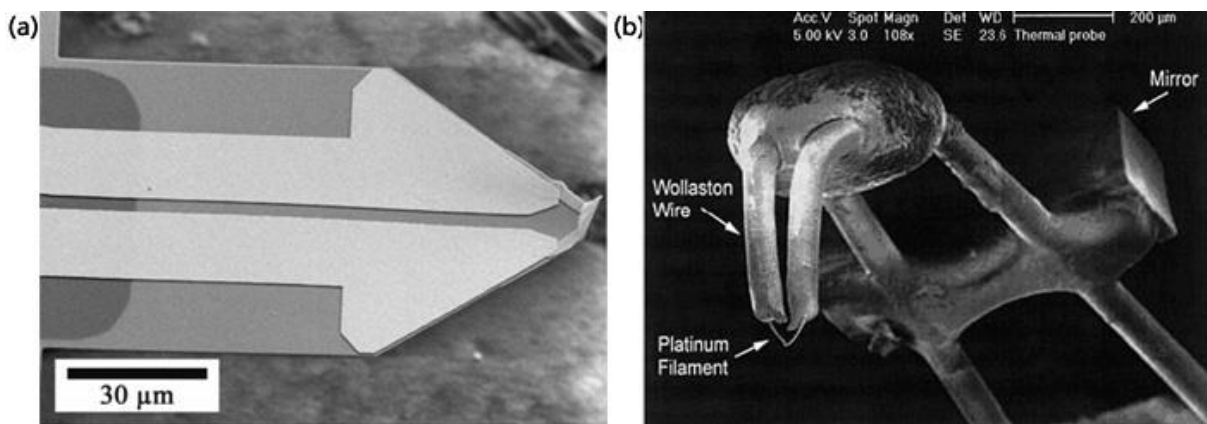 (a)
30 µm
(b)
Acc.V Spot Magn Det WD 200 µm
5.00 kV 3.0 108x SE 23.6 Thermal probe
Mirror
Wollaston
Wire
Platinum
Filament